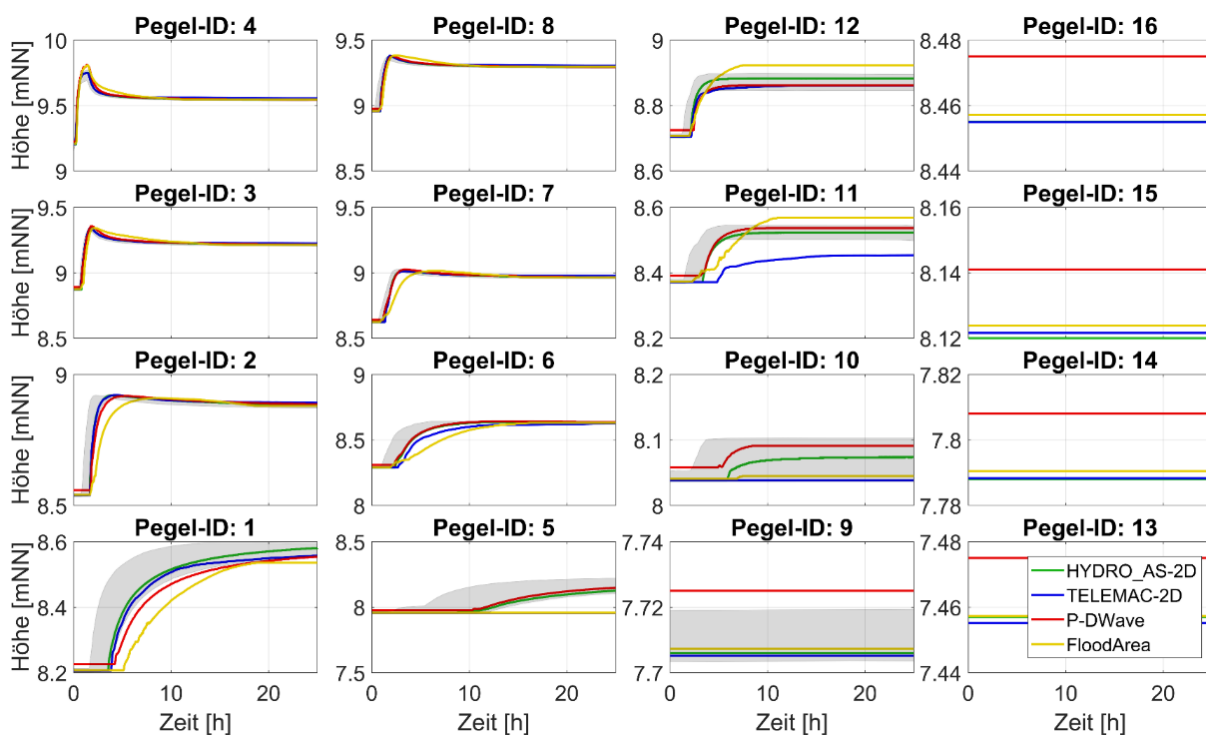 Pegel-ID: 4
Pegel-ID: 8
Pegel-ID: 12
Pegel-ID: 16
Höhe [mNN]
10
9.5
9
9.5
9
8.5
9
8.8
8.6
8.48
8.46
8.44
Pegel-ID: 3
Pegel-ID: 7
Pegel-ID: 11
Pegel-ID: 15
Höhe [mNN]
9.5
9
8.5
9.5
9
8.5
8.6
8.4
8.2
8.16
8.14
8.12
Pegel-ID: 2
Pegel-ID: 6
Pegel-ID: 10
Pegel-ID: 14
Höhe [mNN]
9
8.5
9
8.5
8
8.2
8.1
8
7.82
7.8
7.78
Pegel-ID: 1
Pegel-ID: 5
Pegel-ID: 9
Pegel-ID: 13
Höhe [mNN]
8.6
8.4
8.2
8.5
8
7.5
7.74
7.72
7.7
7.48
7.46
7.44
HYDRO_AS-2D
TELEMAC-2D
P-DWave
FloodArea
0 10 20
0 10 20
0 10 20
0 10 20
Zeit [h]
Zeit [h]
Zeit [h]
Zeit [h]